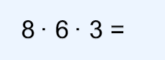 8 · 6 · 3 =